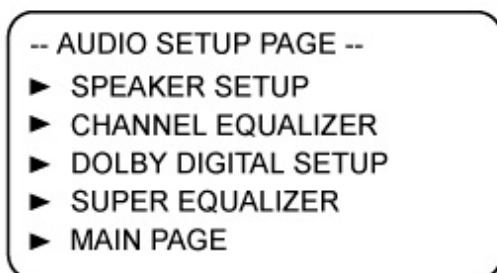 -- AUDIO SETUP PAGE --
► SPEAKER SETUP
► CHANNEL EQUALIZER
► DOLBY DIGITAL SETUP
► SUPER EQUALIZER
► MAIN PAGE